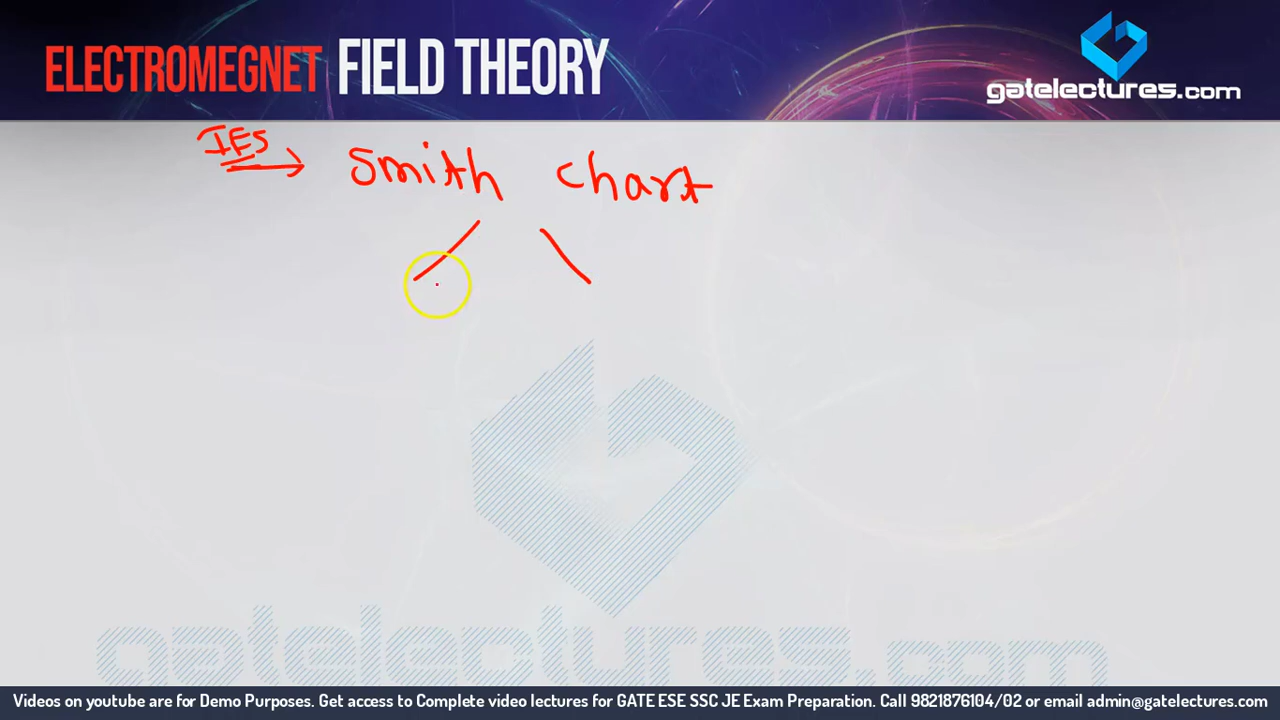 ELECTROMEGNET FIELD THEORY
gatelectures.com
IES
Smith chart
gatelectures.com
Videos on youtube are for Demo Purposes. Get access to Complete video lectures for GATE ESE SSC JE Exam Preparation. Call 9821876104/02 or email admin@gatelectures.com